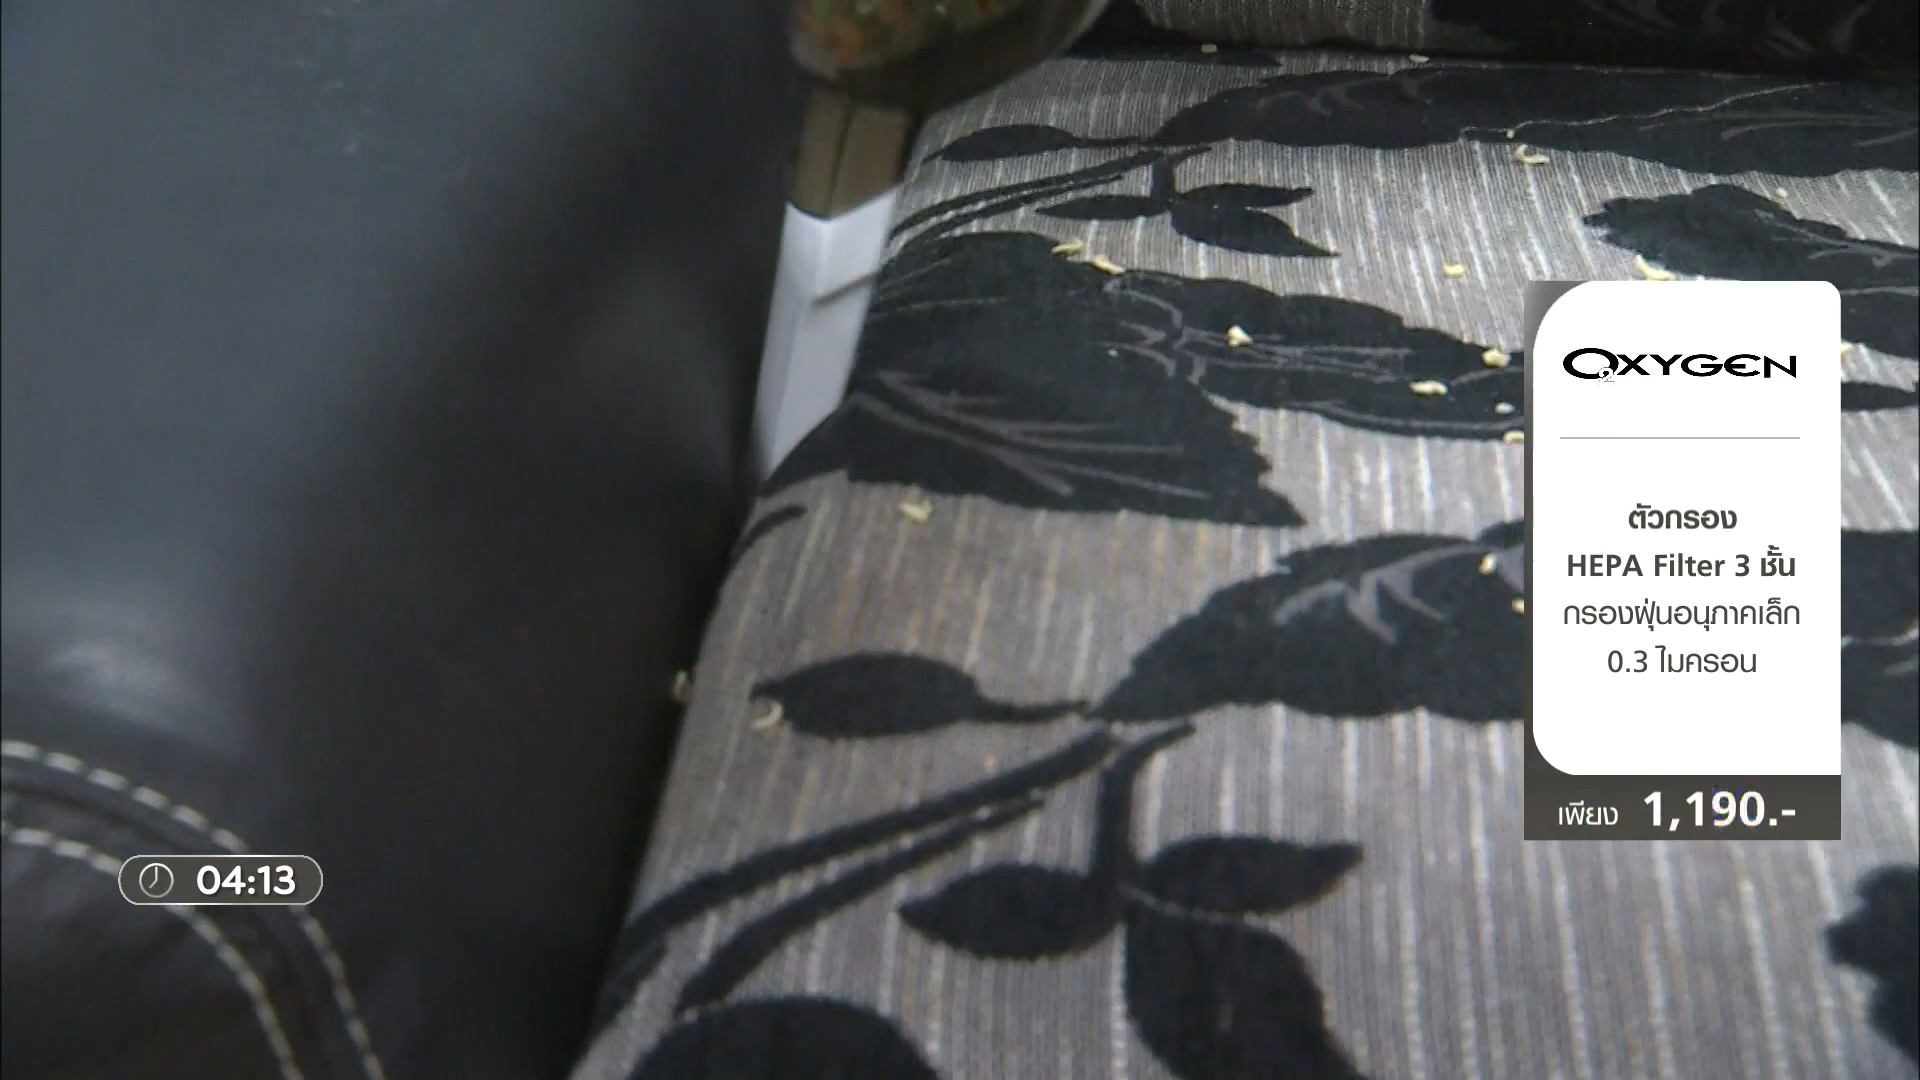 O2XYGEN
ตัวกรอง
HEPA Filter 3 ชั้น
กรองฝุ่นอนุภาคเล็ก
0.3 ไมครอน
เพียง 1,190.-
04:13